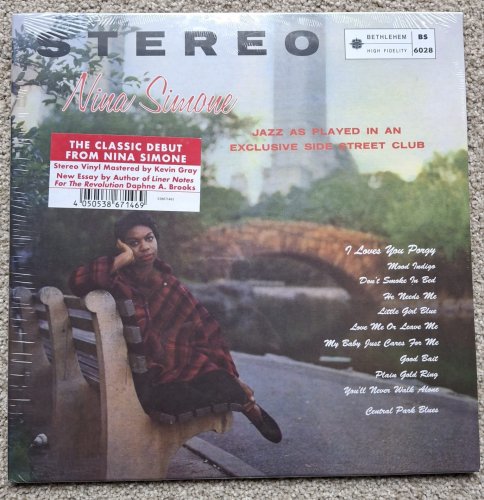 STEREO
BETHLEHEM
HIGH FIDELITY
BS
6028
Nina Simone
JAZZ AS PLAYED IN AN
EXCLUSIVE SIDE STREET CLUB
THE CLASSIC DEBUT
FROM NINA SIMONE
Stereo Vinyl Mastered by Kevin Gray
New Essay by Author of Liner Notes
For The Revolution Daphne A. Brooks
4 050538 671469
I Loves You Porgy
Mood Indigo
Don't Smoke In Bed
He Needs Me
Little Girl Blue
Love Me Or Leave Me
My Baby Just Cares For Me
Good Bait
Plain Gold Ring
You'll Never Walk Alone
Central Park Blues